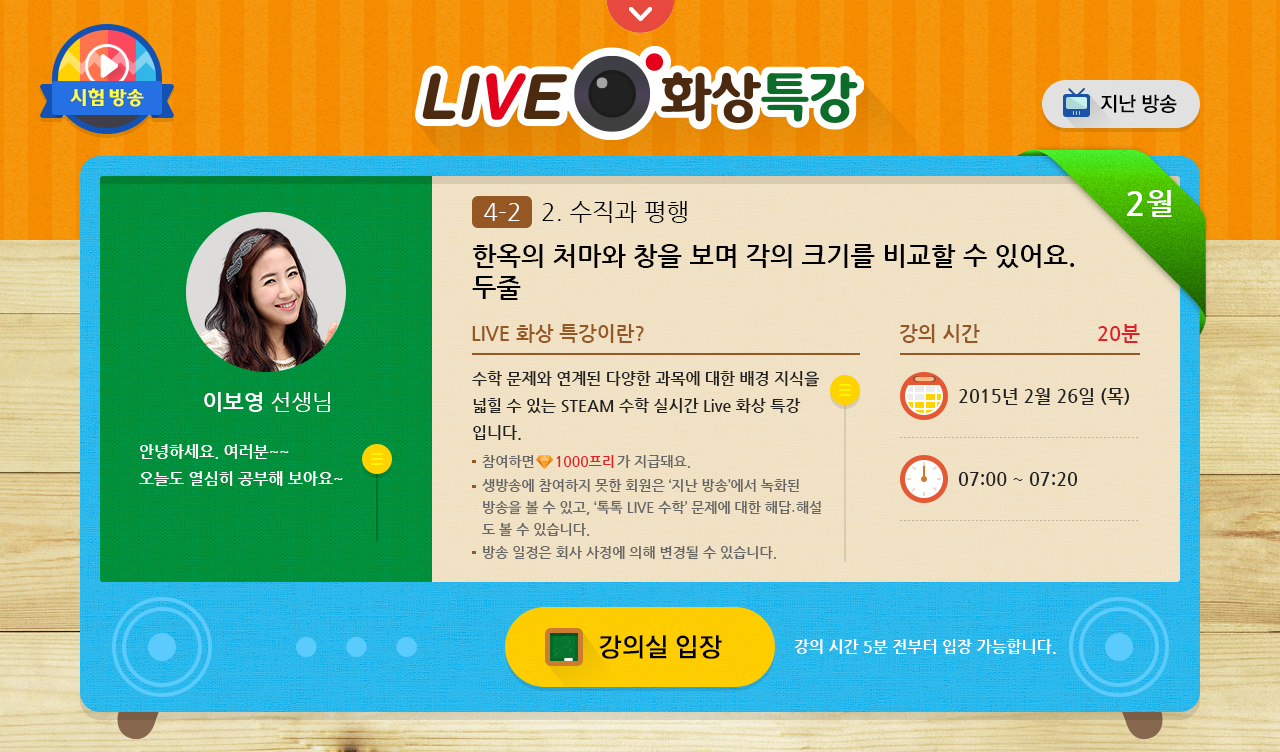 시험 방송
LIVE 화상특강
지난 방송
2월
4-2 2. 수직과 평행
한옥의 처마와 창을 보며 각의 크기를 비교할 수 있어요.
두줄
이보영 선생님
안녕하세요. 여러분~~
오늘도 열심히 공부해 보아요~
LIVE 화상 특강이란?
수학 문제와 연계된 다양한 과목에 대한 배경 지식을
넓힐 수 있는 STEAM 수학 실시간 Live 화상 특강
입니다.
참여하면 1000프리가 지급돼요.
생방송에 참여하지 못한 회원은 ‘지난 방송’에서 녹화된
방송을 볼 수 있고, ‘톡톡 LIVE 수학’ 문제에 대한 해답.해설
도 볼 수 있습니다.
방송 일정은 회사 사정에 의해 변경될 수 있습니다.
강의 시간 20분
2015년 2월 26일 (목)
07:00 ~ 07:20
강의실 입장
강의 시간 5분 전부터 입장 가능합니다.